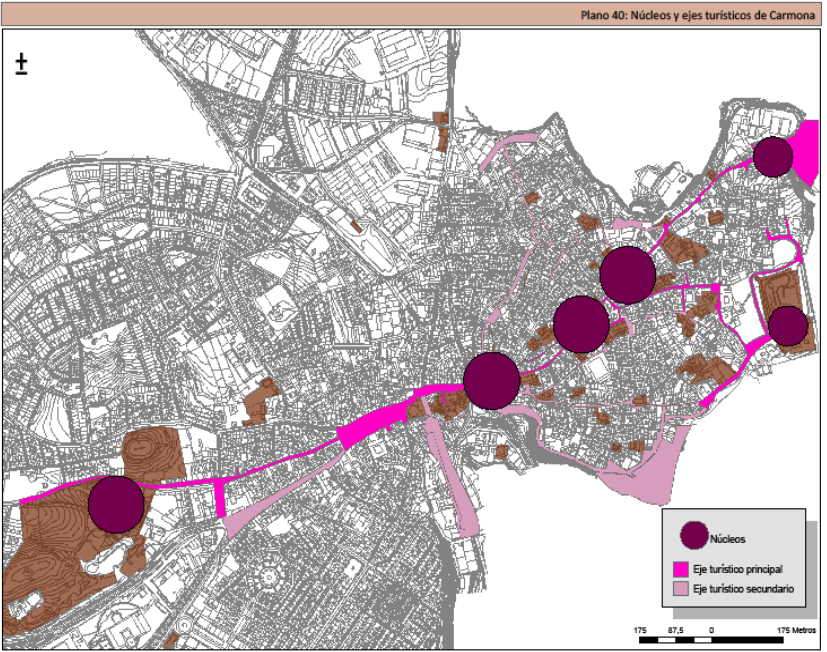 Plano 40: Núcleos y ejes turísticos de Carmona
±
Núcleos
Eje turístico principal
Eje turístico secundario
175 87,5 0 175 Metros